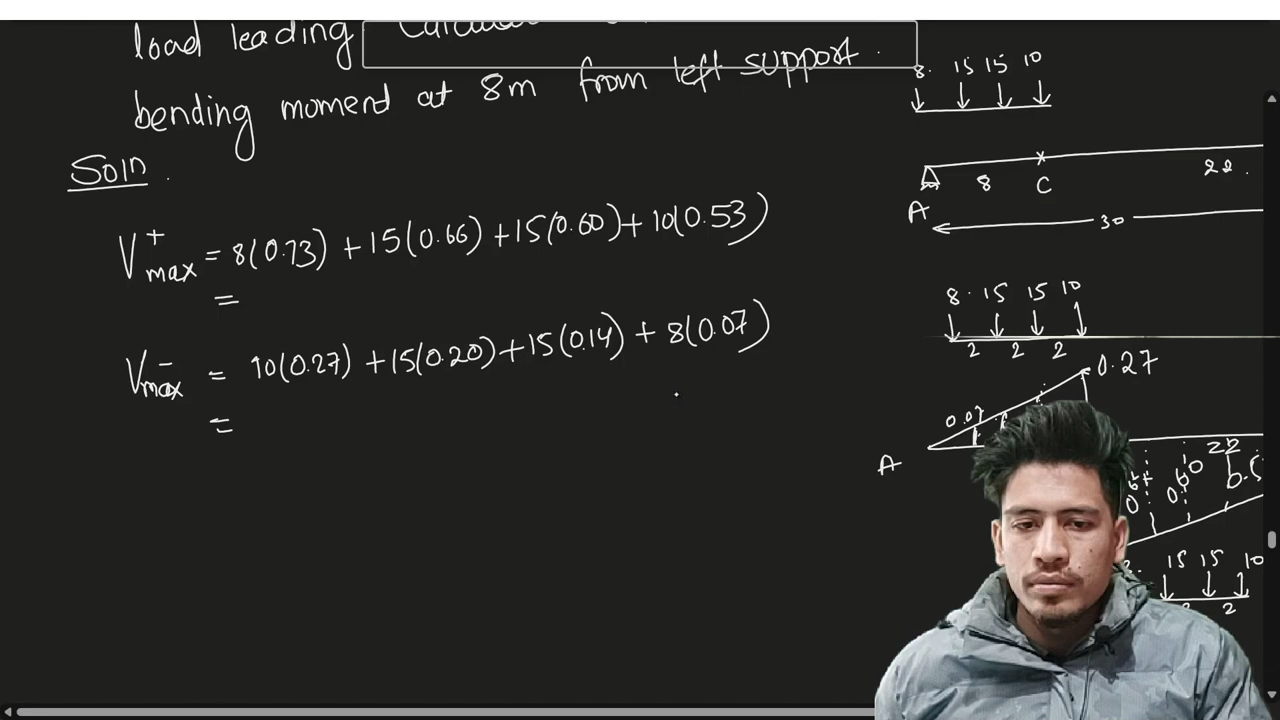 load leading
bending moment at 8m from left support.
Soln.
V+max = 8(0.73) +15(0.66) +15(0.60)+10(0.53)
=
V-max = 10(0.27) +15(0.20)+15(0.14) + 8(0.07)
=
8. 15 15 10
8 C 22.
A
30
8. 15 15 10
2 2 2
0.27
0.07
A
22
0.60
15 15 10
2